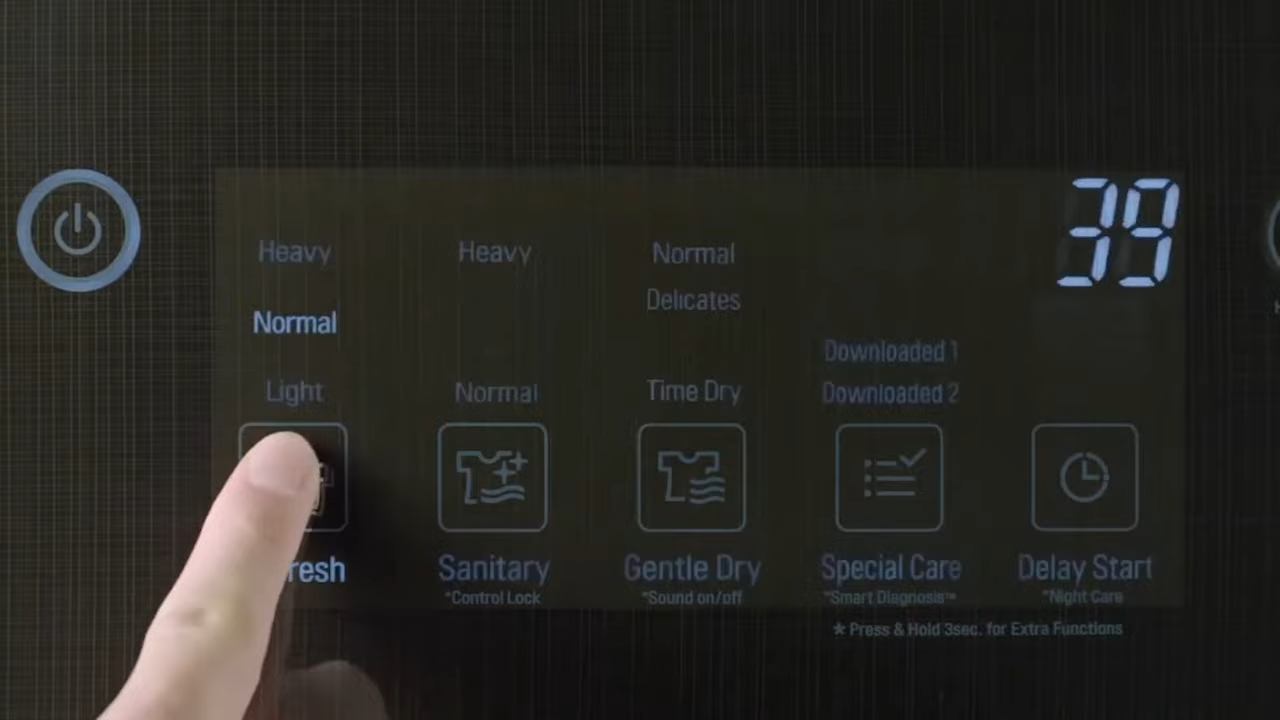 39
Heavy
Heavy
Normal
Delicates
Normal
Downloaded 1
Light
Normal
Time Dry
Downloaded 2
resh
Sanitary
Gentle Dry
Special Care
Delay Start
*Control Lock
*Sound on/off
*Smart Diagnosis™
*Night Care
* Press & Hold 3sec. for Extra Functions